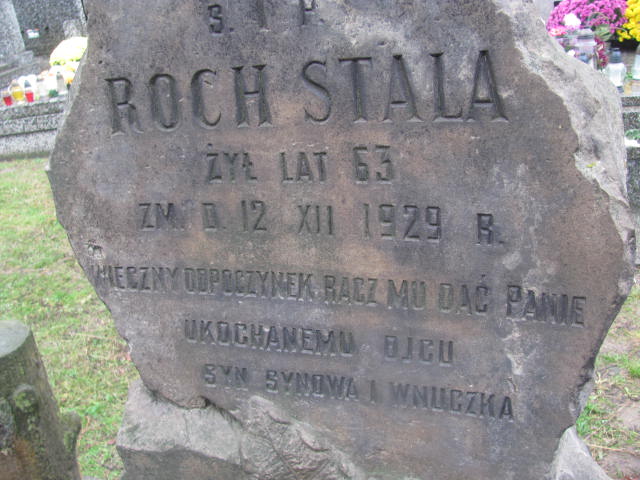 Ś. † P.
ROCH STALA
ŻYŁ LAT 63
ZM. D. 12 XII 1929 R.
WIECZNY ODPOCZYNEK RACZ MU DAĆ PANIE
UKOCHANEMU OJCU
SYN SYNOWA I WNUCZKA